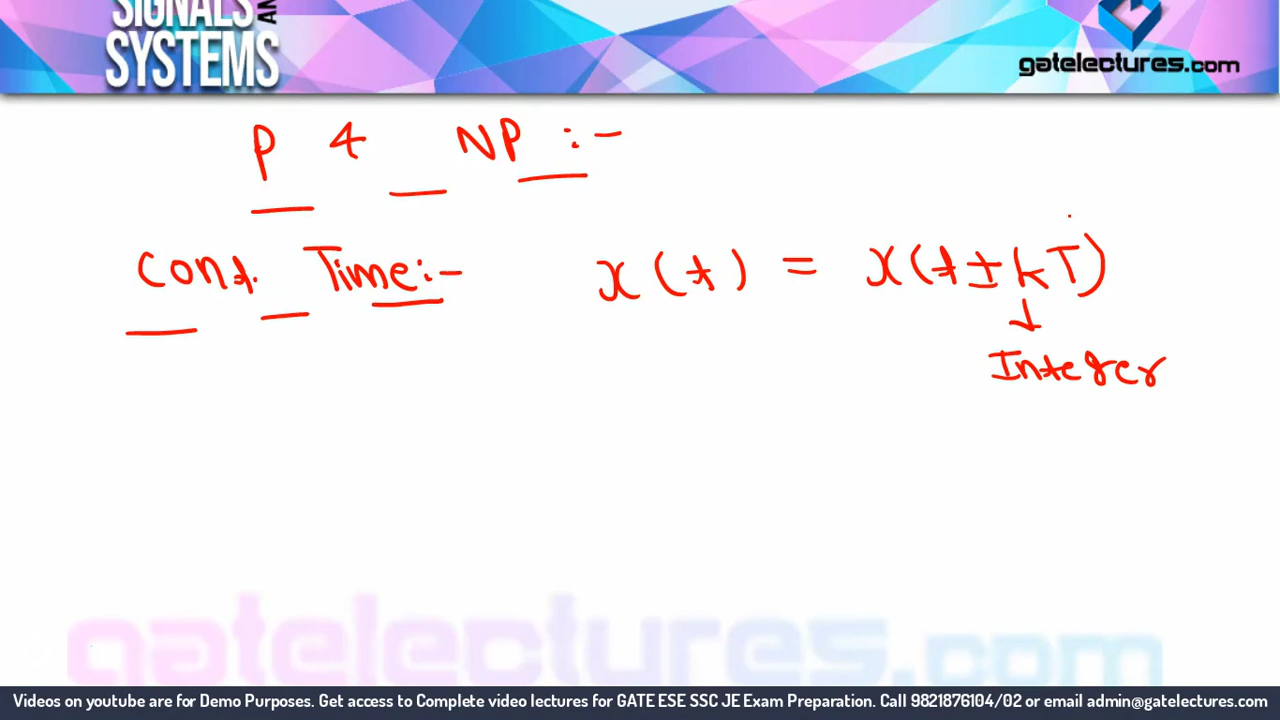 SIGNALS AND
SYSTEMS
gatelectures.com
P & NP :-
Cont. Time:- x(t) = x(t ± kT)
Integer
gatelectures.com
Videos on youtube are for Demo Purposes. Get access to Complete video lectures for GATE ESE SSC JE Exam Preparation. Call 9821876104/02 or email admin@gatelectures.com